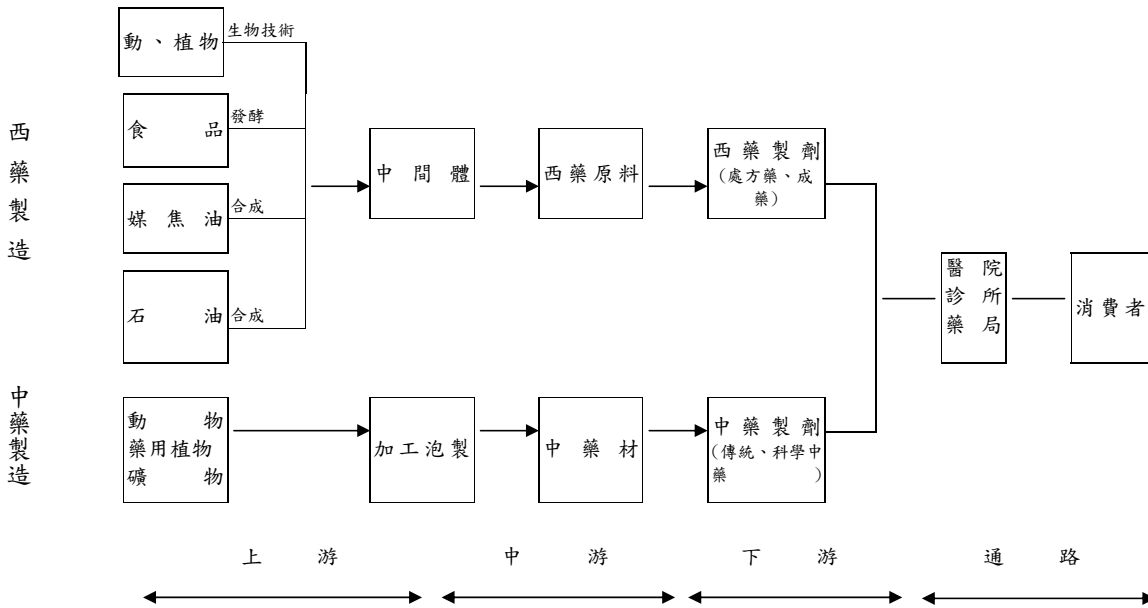 西藥製造
動、植物
生物技術
食品
發酵
媒焦油
合成
石油
合成
中間體
西藥原料
西藥製劑
(處方藥、成
藥)
醫院
診所
藥局
消費者
中藥製造
動物
藥用植物
礦物
加工泡製
中藥材
中藥製劑
(傳統、科學中
藥)
上游
中游
下游
通路